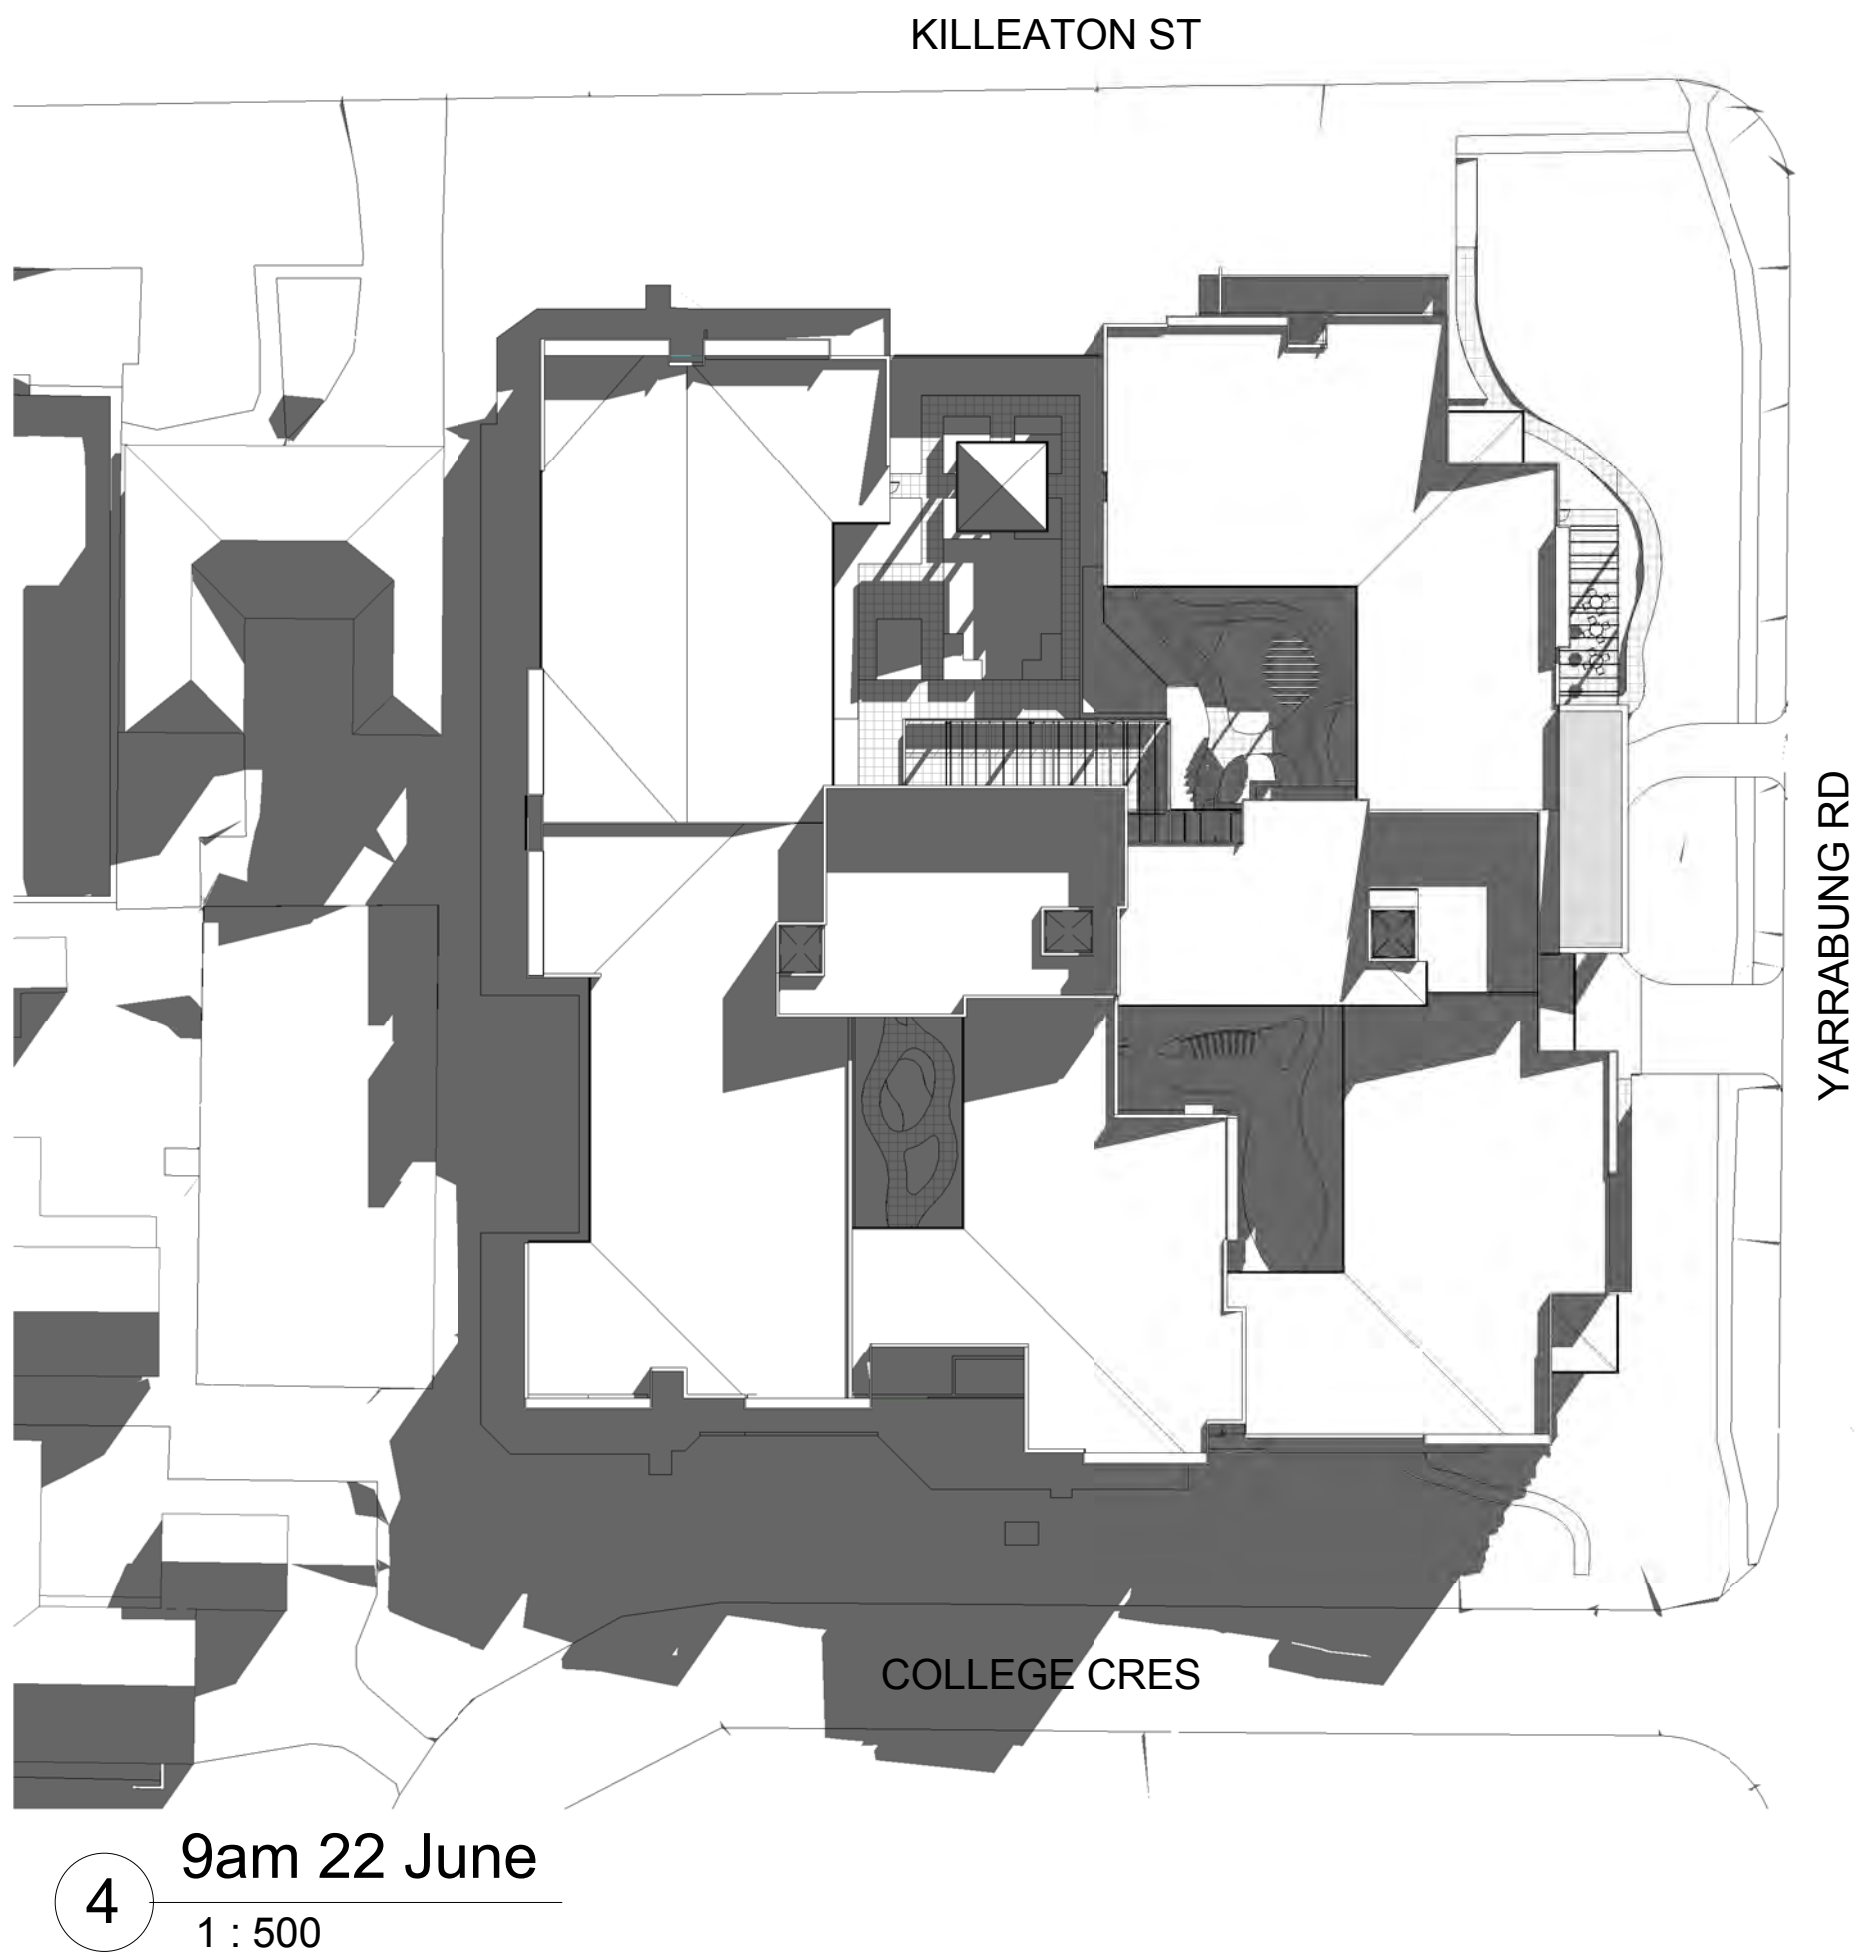 KILLEATON ST
YARRABUNG RD
COLLEGE CRES
9am 22 June
4
1 : 500